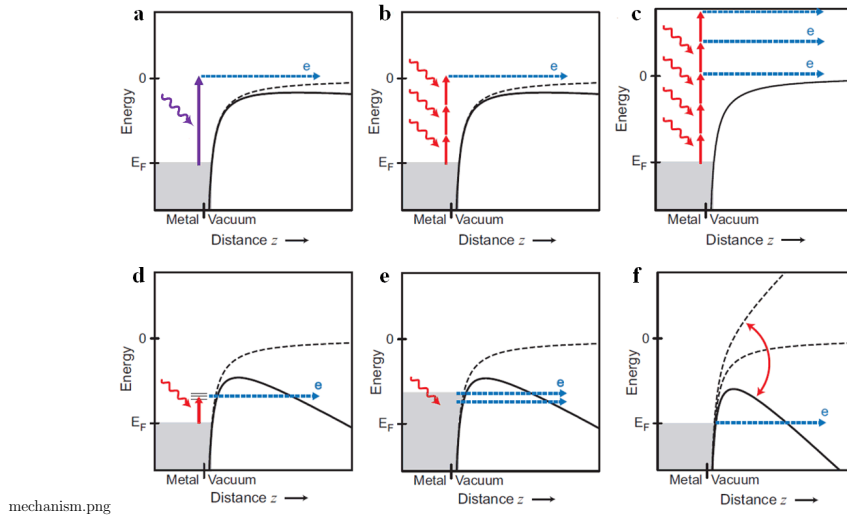 a
b
c
e
e
e
e
e
0
0
0
Energy
Energy
Energy
E_F
E_F
E_F
Metal Vacuum
Metal Vacuum
Metal Vacuum
Distance z →
Distance z →
Distance z →
d
e
f
0
0
0
Energy
Energy
Energy
e
e
e
E_F
E_F
E_F
Metal Vacuum
Metal Vacuum
Metal Vacuum
Distance z →
Distance z →
Distance z →
mechanism.png